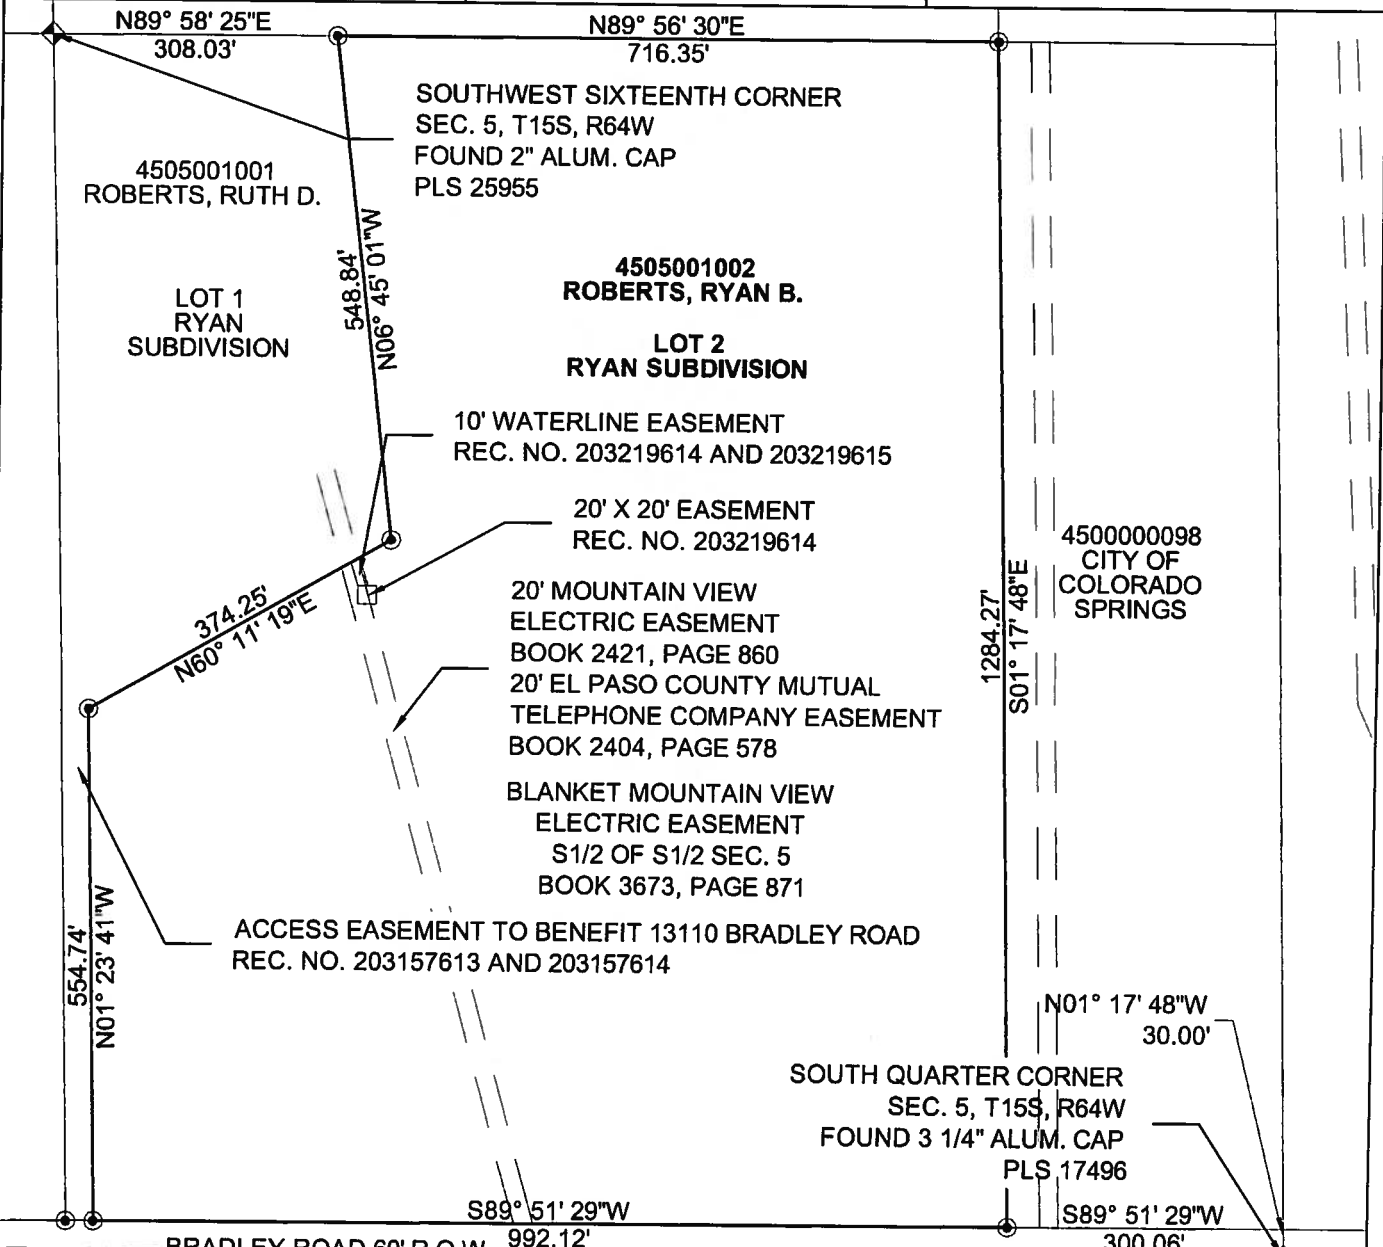 N89° 58' 25"E
308.03'
N89° 56' 30"E
716.35'
SOUTHWEST SIXTEENTH CORNER
SEC. 5, T15S, R64W
FOUND 2" ALUM. CAP
PLS 25955
4505001001
ROBERTS, RUTH D.
LOT 1
RYAN
SUBDIVISION
548.84'
N06° 45' 01"W
4505001002
ROBERTS, RYAN B.
LOT 2
RYAN SUBDIVISION
10' WATERLINE EASEMENT
REC. NO. 203219614 AND 203219615
20' X 20' EASEMENT
REC. NO. 203219614
374.25'
N60° 11' 19"E
20' MOUNTAIN VIEW
ELECTRIC EASEMENT
BOOK 2421, PAGE 860
20' EL PASO COUNTY MUTUAL
TELEPHONE COMPANY EASEMENT
BOOK 2404, PAGE 578
1284.27'
S01° 17' 48"E
4500000098
CITY OF
COLORADO
SPRINGS
BLANKET MOUNTAIN VIEW
ELECTRIC EASEMENT
S1/2 OF S1/2 SEC. 5
BOOK 3673, PAGE 871
554.74'
N01° 23' 41"W
ACCESS EASEMENT TO BENEFIT 13110 BRADLEY ROAD
REC. NO. 203157613 AND 203157614
N01° 17' 48"W
30.00'
SOUTH QUARTER CORNER
SEC. 5, T15S, R64W
FOUND 3 1/4" ALUM. CAP
PLS 17496
S89° 51' 29"W
992.12'
S89° 51' 29"W
300.06'
BRADLEY ROAD 60' R.O.W.